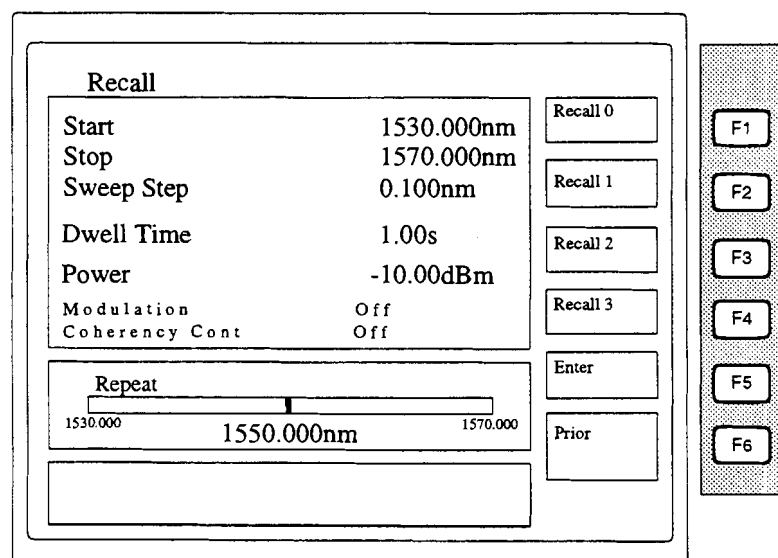 Recall
Start 1530.000nm
Stop 1570.000nm
Sweep Step 0.100nm
Dwell Time 1.00s
Power -10.00dBm
Modulation Off
Coherency Cont Off
Repeat
1530.000 1570.000
1550.000nm
Recall 0
Recall 1
Recall 2
Recall 3
Enter
Prior
F1
F2
F3
F4
F5
F6